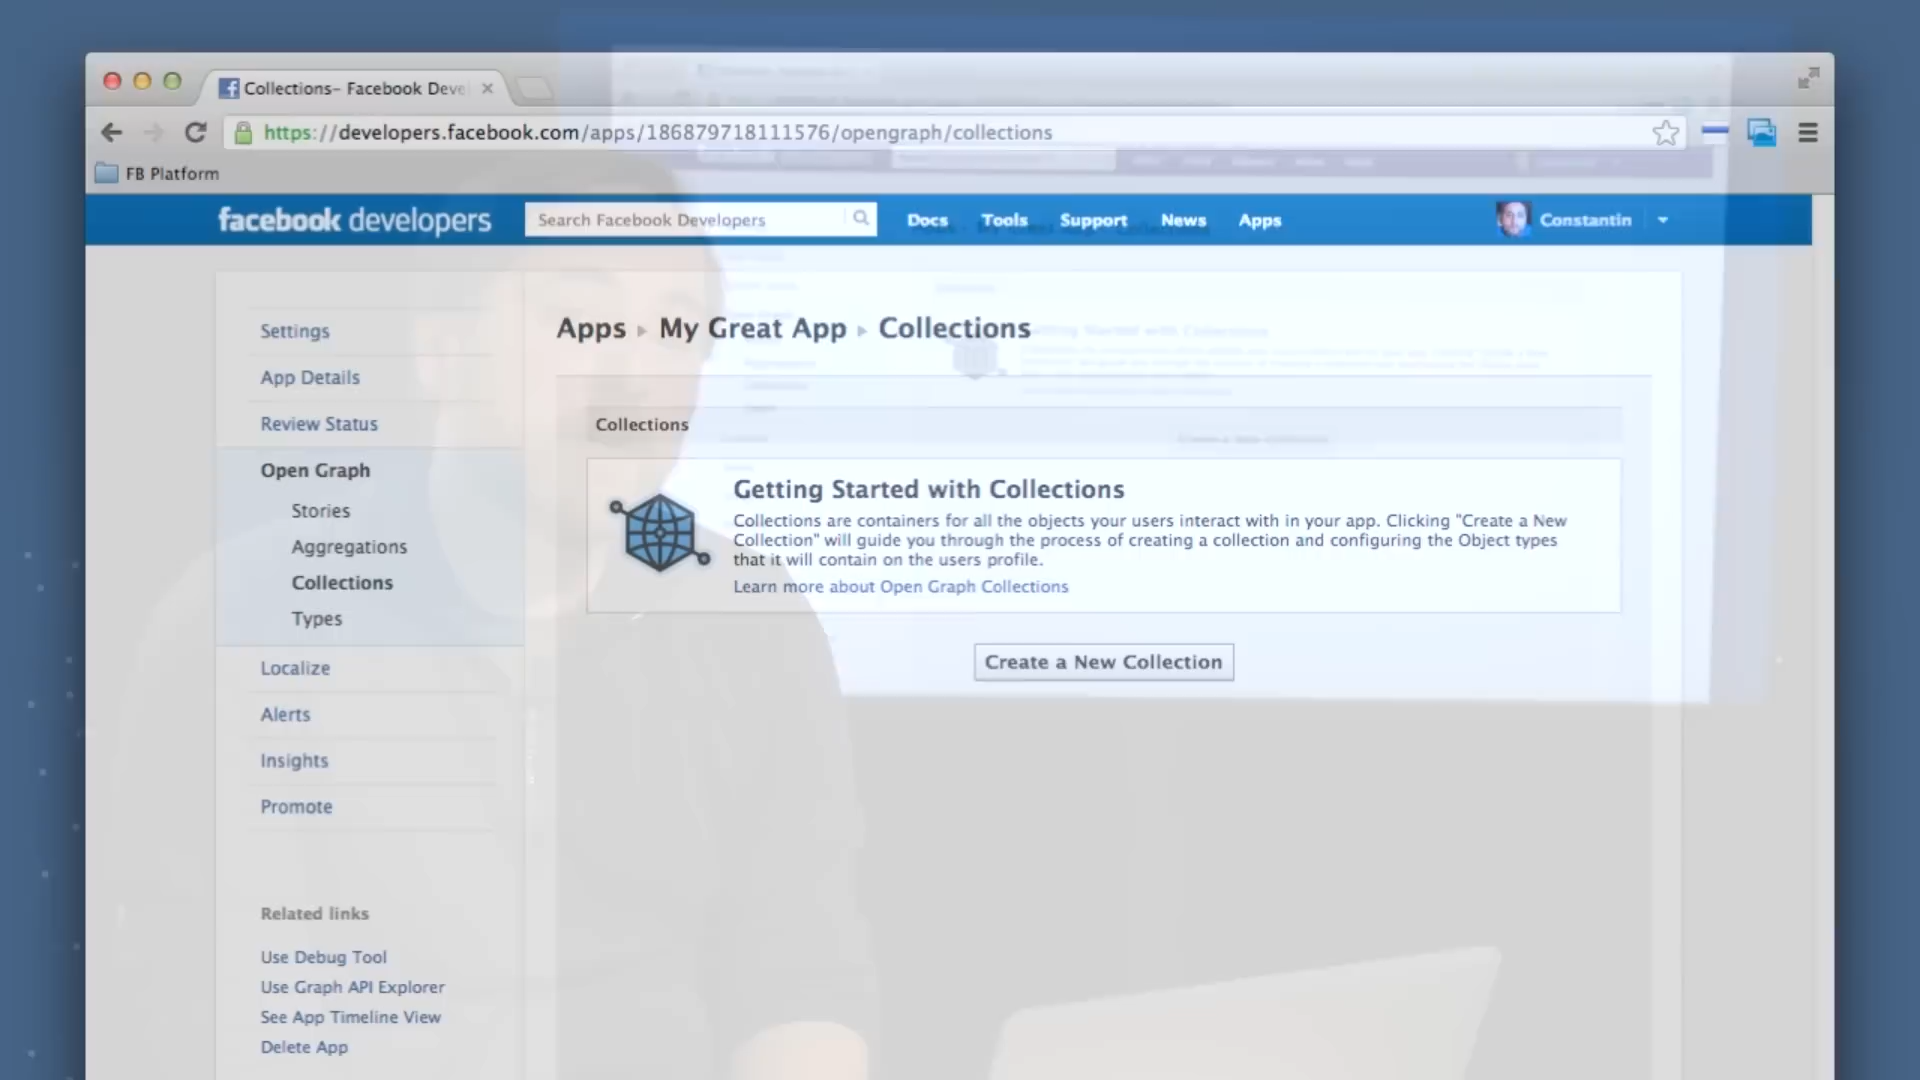 Collections– Facebook Deve
https://developers.facebook.com/apps/186879718111576/opengraph/collections
FB Platform
facebook developers
Search Facebook Developers
Docs
Tools
Support
News
Apps
Constantin
Settings
App Details
Review Status
Open Graph
Stories
Aggregations
Collections
Types
Localize
Alerts
Insights
Promote
Related links
Use Debug Tool
Use Graph API Explorer
See App Timeline View
Delete App
Apps ▸ My Great App ▸ Collections
Collections
Getting Started with Collections
Collections are containers for all the objects your users interact with in your app. Clicking "Create a New
Collection" will guide you through the process of creating a collection and configuring the Object types
that it will contain on the users profile.
Learn more about Open Graph Collections
Create a New Collection